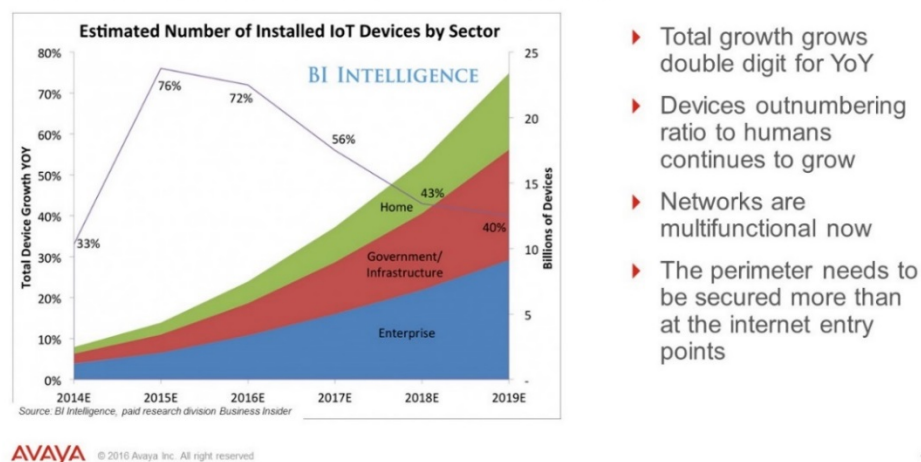 Estimated Number of Installed IoT Devices by Sector
BI INTELLIGENCE
Total Device Growth YOY
80%
70%
60%
50%
40%
30%
20%
10%
0%
33%
76%
72%
56%
43%
40%
Home
Government/
Infrastructure
Enterprise
25
20
15
10
5
-
Billions of Devices
2014E
2015E
2016E
2017E
2018E
2019E
Source: BI Intelligence, paid research division Business Insider
Total growth grows
double digit for YoY
Devices outnumbering
ratio to humans
continues to grow
Networks are
multifunctional now
The perimeter needs to
be secured more than
at the internet entry
points
AVAYA
© 2016 Avaya Inc. All right reserved